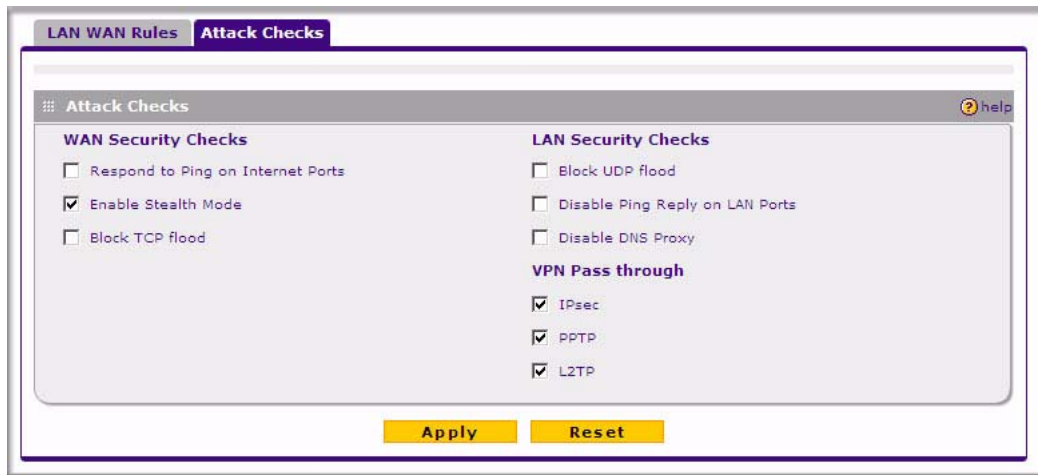 LAN WAN Rules
Attack Checks
Attack Checks
? help
WAN Security Checks
Respond to Ping on Internet Ports
Enable Stealth Mode
Block TCP flood
LAN Security Checks
Block UDP flood
Disable Ping Reply on LAN Ports
Disable DNS Proxy
VPN Pass through
IPsec
PPTP
L2TP
Apply
Reset